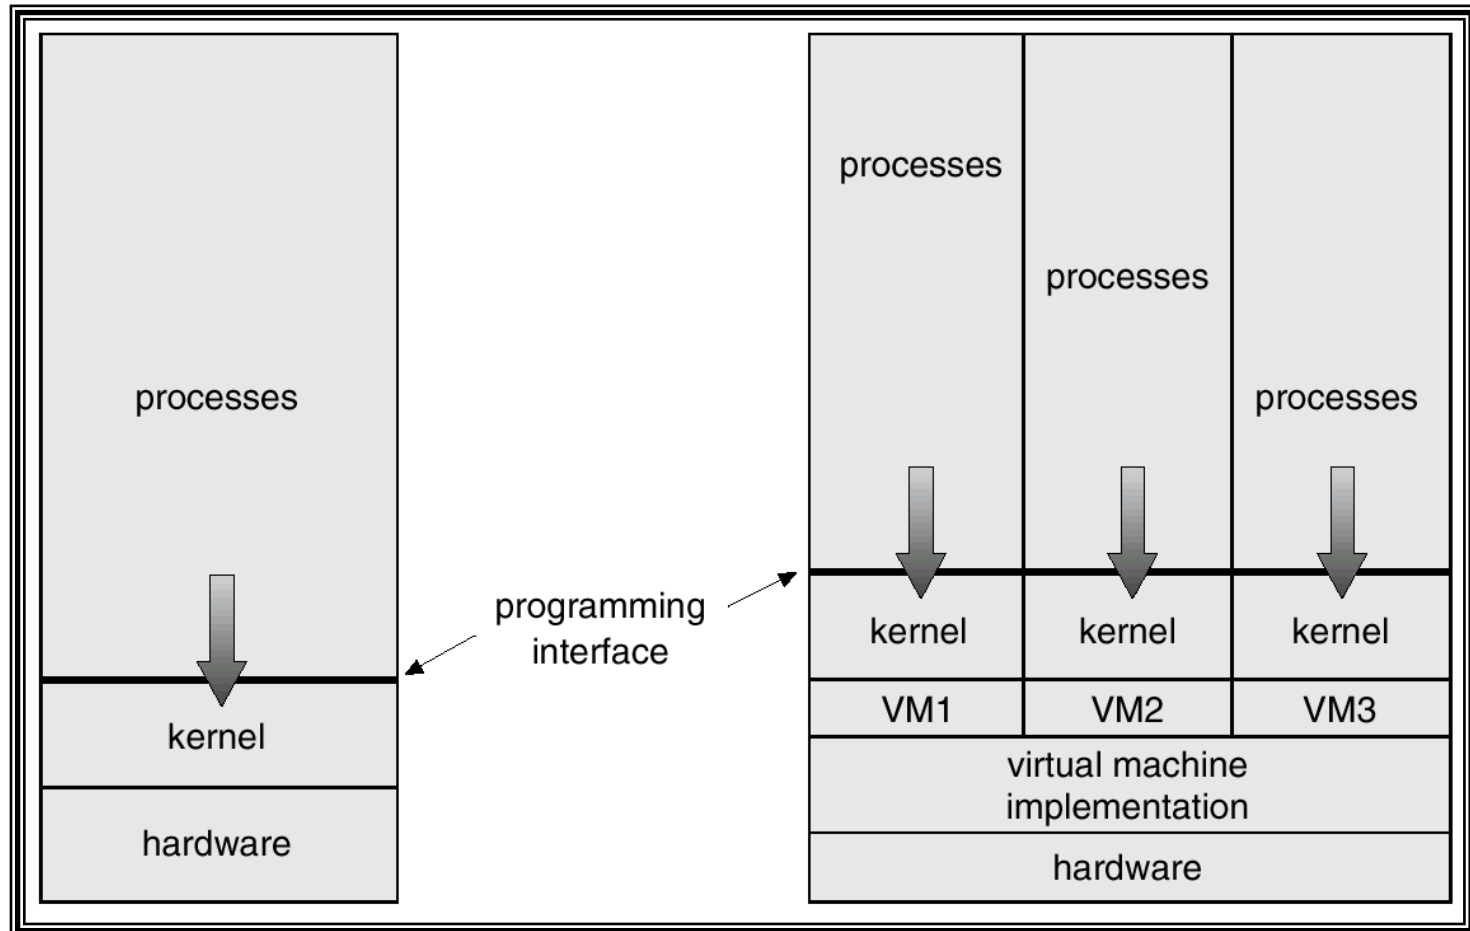 processes
kernel
hardware
programming
interface
processes
processes
processes
kernel
kernel
kernel
VM1
VM2
VM3
virtual machine
implementation
hardware